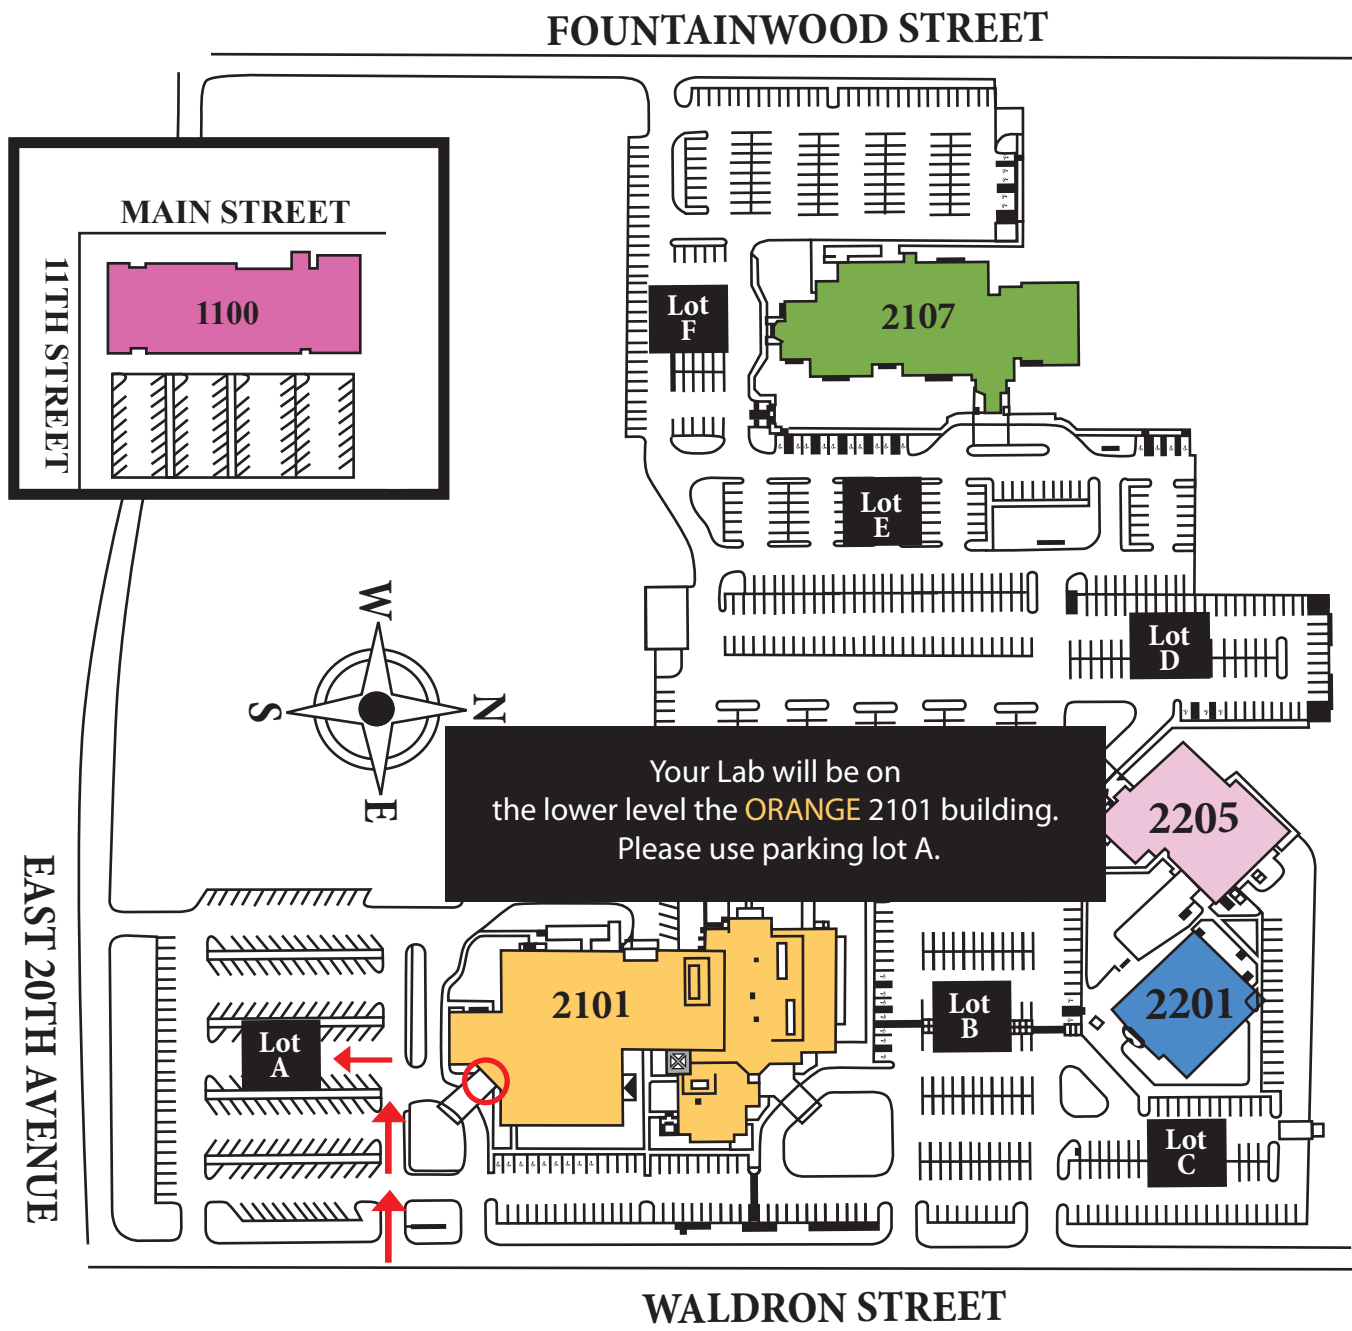 FOUNTAINWOOD STREET
MAIN STREET
11TH STREET
1100
Lot
F
2107
Lot
E
Lot
D
W
S
N
E
Your Lab will be on
the lower level the ORANGE 2101 building.
Please use parking lot A.
2205
EAST 20TH AVENUE
2101
Lot
A
Lot
B
2201
Lot
C
WALDRON STREET